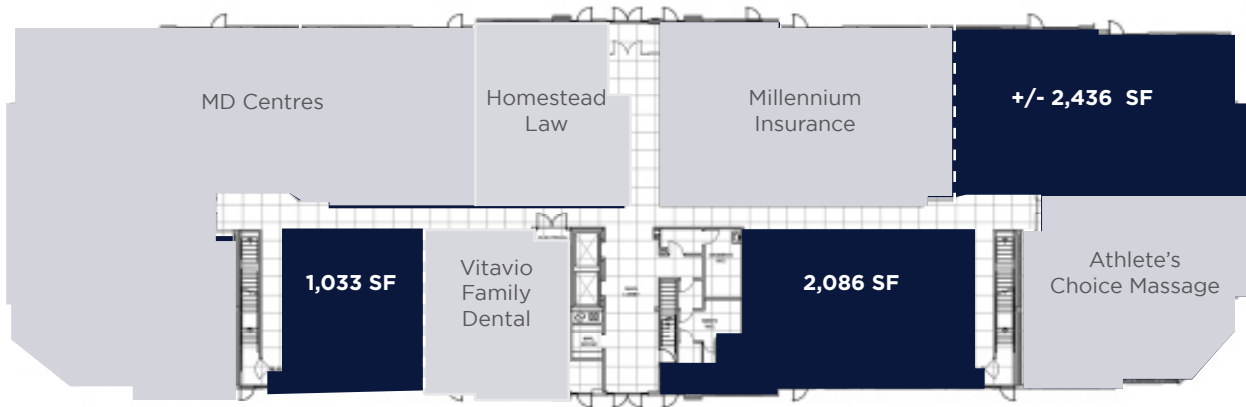 MD Centres
Homestead
Law
Millennium
Insurance
+/- 2,436 SF
1,033 SF
Vitavio
Family
Dental
2,086 SF
Athlete's
Choice Massage